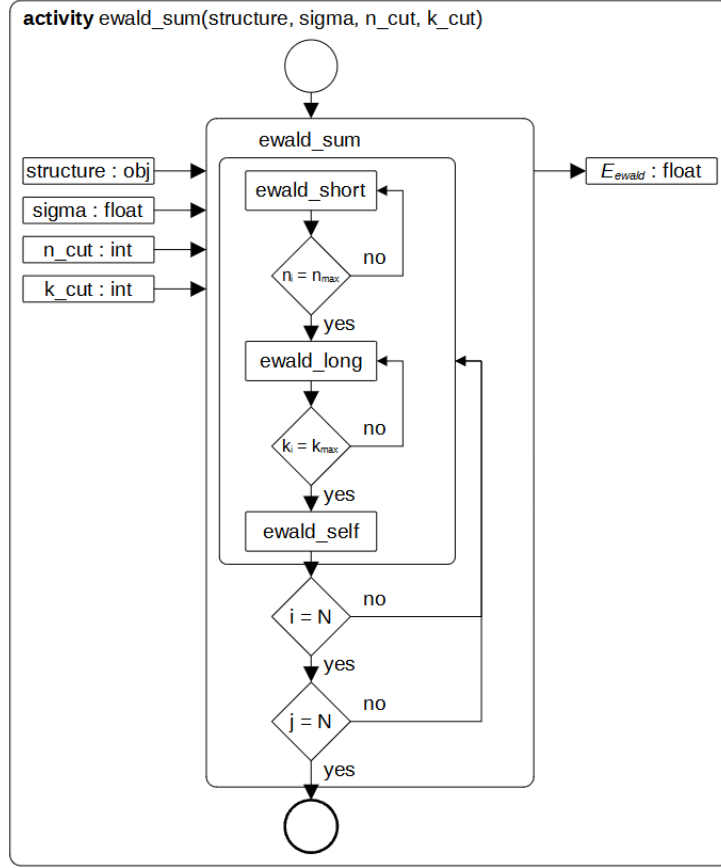 activity ewald_sum(structure, sigma, n_cut, k_cut)
ewald_sum
structure : obj
sigma : float
n_cut : int
k_cut : int
E_ewald : float
ewald_short
nᵢ = nₘₐₓ
no
yes
ewald_long
kᵢ = kₘₐₓ
no
yes
ewald_self
i = N
no
yes
j = N
no
yes